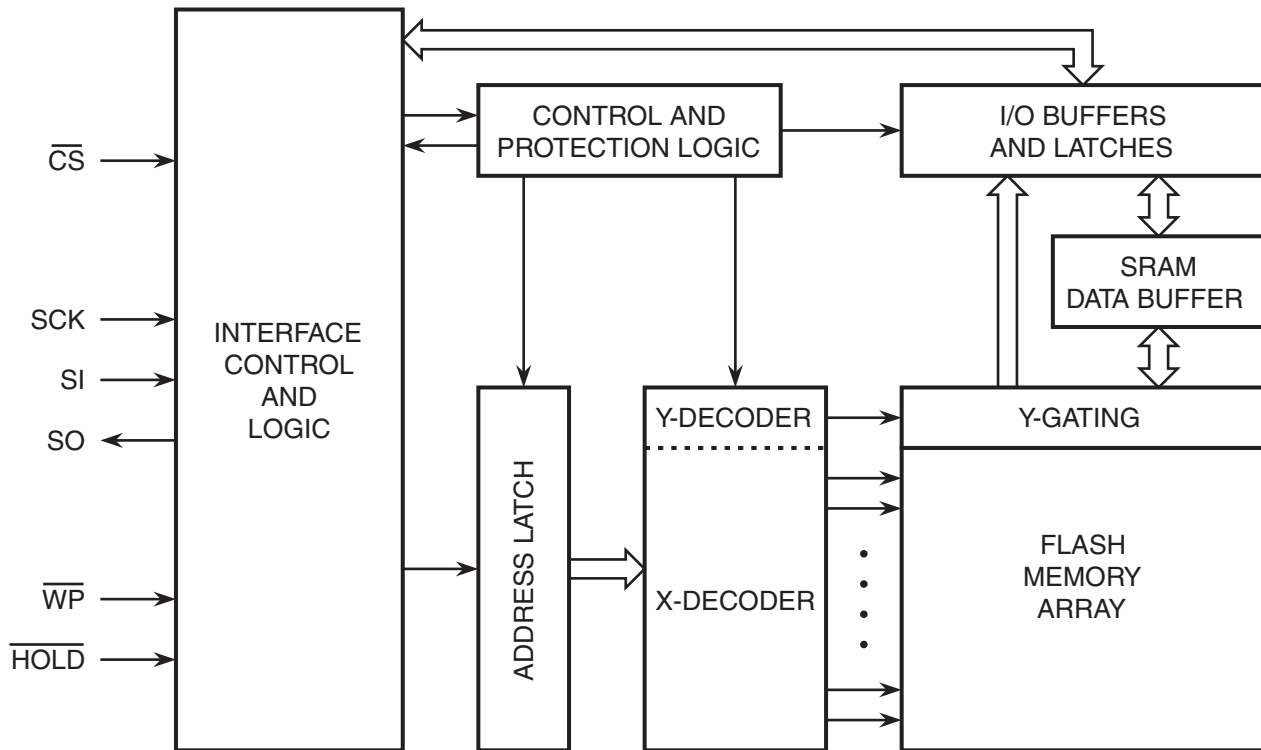 CS
SCK
SI
SO
WP
HOLD
INTERFACE
CONTROL
AND
LOGIC
CONTROL AND
PROTECTION LOGIC
I/O BUFFERS
AND LATCHES
SRAM
DATA BUFFER
ADDRESS LATCH
Y-DECODER
X-DECODER
Y-GATING
FLASH
MEMORY
ARRAY